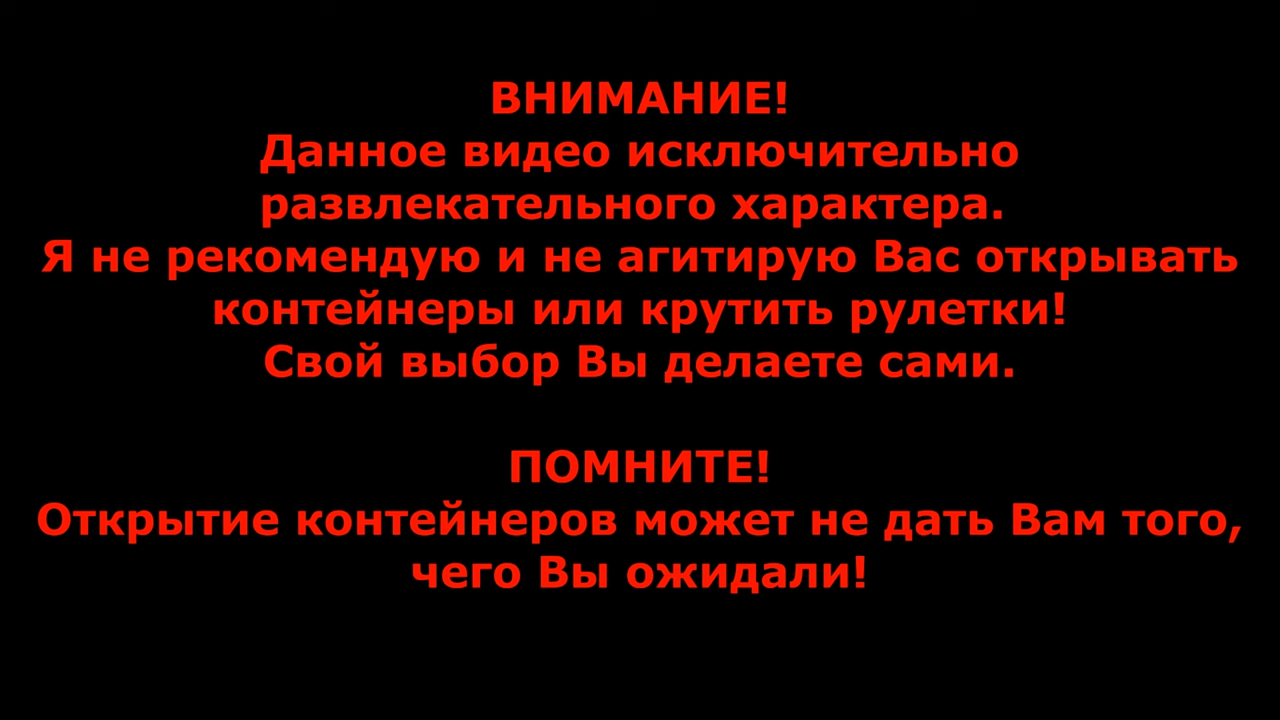 ВНИМАНИЕ!
Данное видео исключительно
развлекательного характера.
Я не рекомендую и не агитирую Вас открывать
контейнеры или крутить рулетки!
Свой выбор Вы делаете сами.
ПОМНИТЕ!
Открытие контейнеров может не дать Вам того,
чего Вы ожидали!